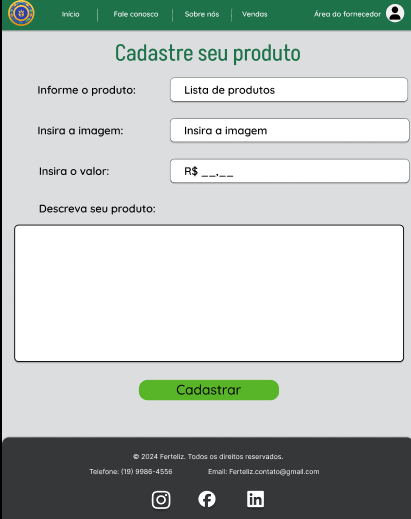 Início Fale conosco Sobre nós Vendas Área do fornecedor
Cadastre seu produto
Informe o produto: Lista de produtos
Insira a imagem: Insira a imagem
Insira o valor: R$ __,__
Descreva seu produto:
Cadastrar
© 2024 Ferteliz. Todos os direitos reservados.
Telefone: (19) 9986-4556 Email: Ferteliz.contato@gmail.com